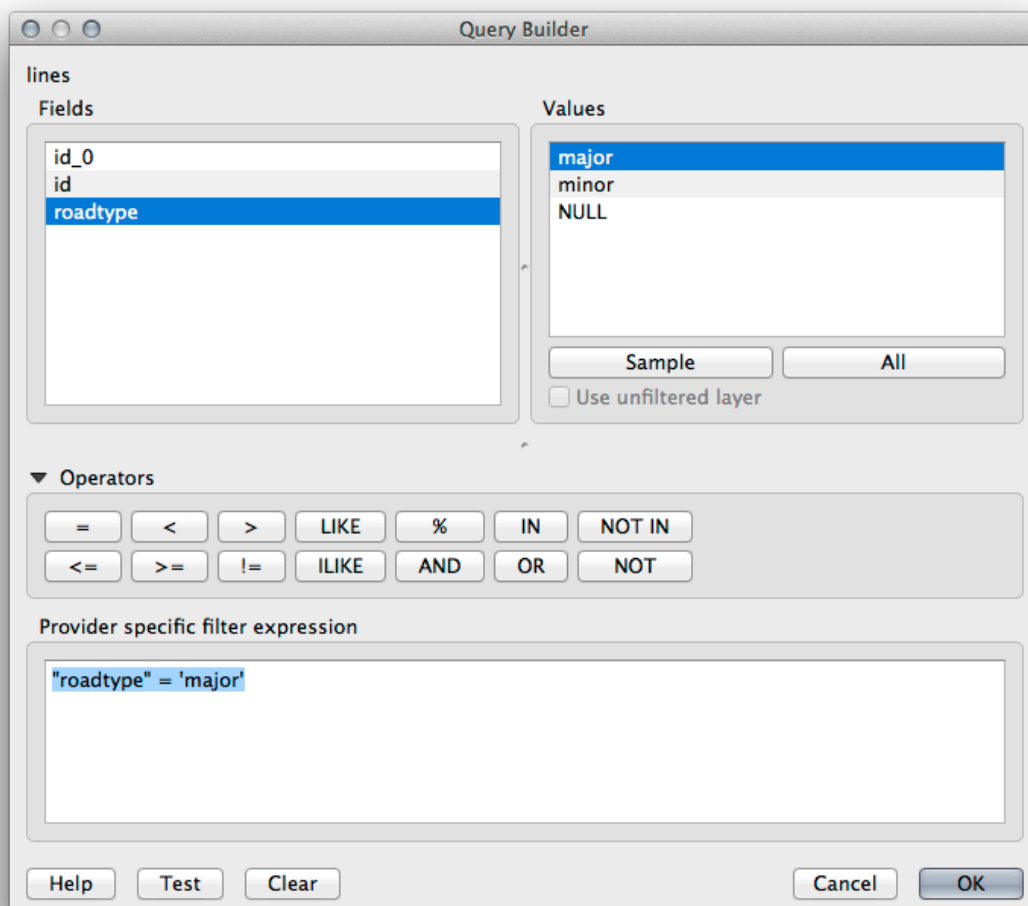 Query Builder
lines
Fields
id_0
id
roadtype
Values
major
minor
NULL
Sample
All
Use unfiltered layer
Operators
= < > LIKE % IN NOT IN
<= >= != ILIKE AND OR NOT
Provider specific filter expression
"roadtype" = 'major'
Help Test Clear Cancel OK